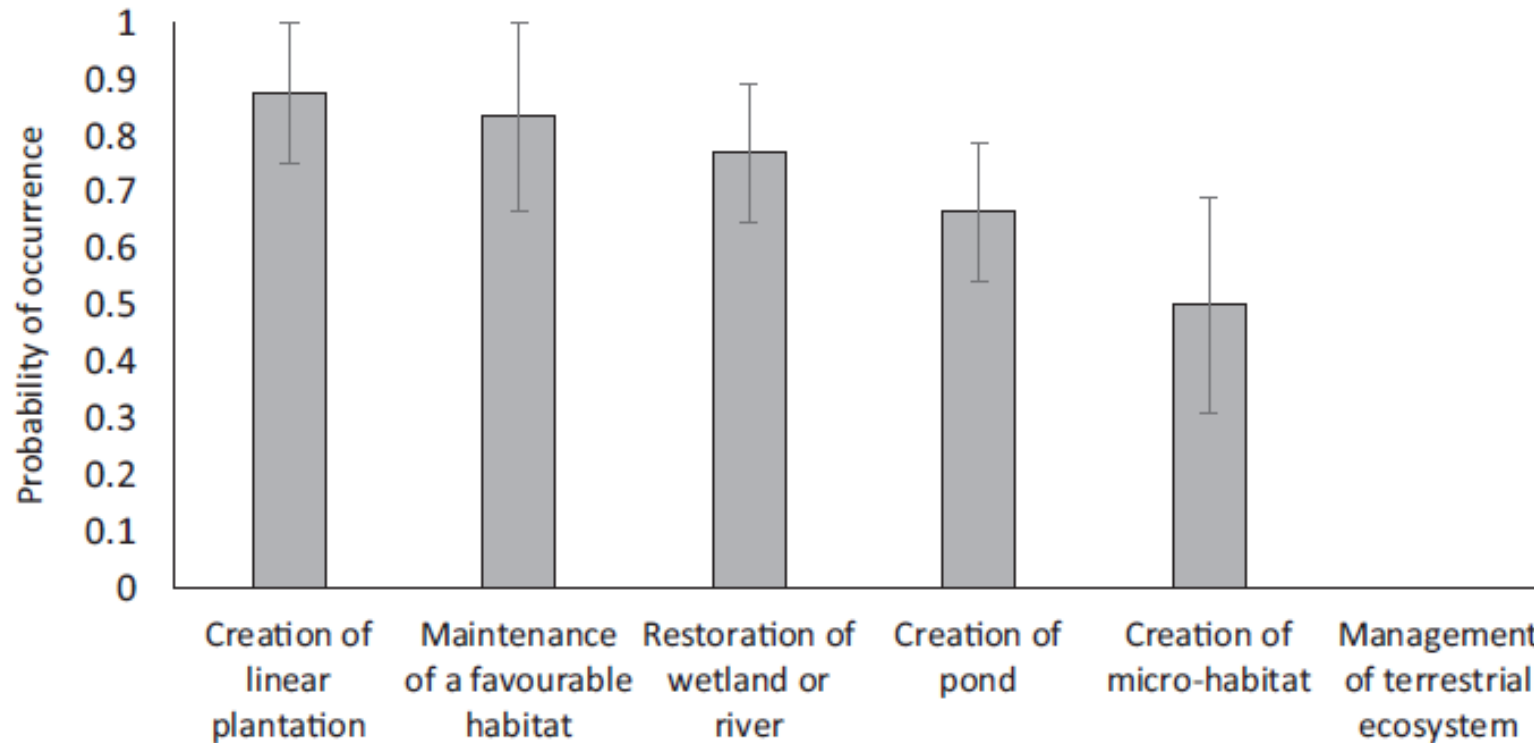 Probability of occurrence
1
0.9
0.8
0.7
0.6
0.5
0.4
0.3
0.2
0.1
0
Creation of
linear
plantation
Maintenance
of a favourable
habitat
Restoration of
wetland or
river
Creation of
pond
Creation of
micro-habitat
Management
of terrestrial
ecosystem